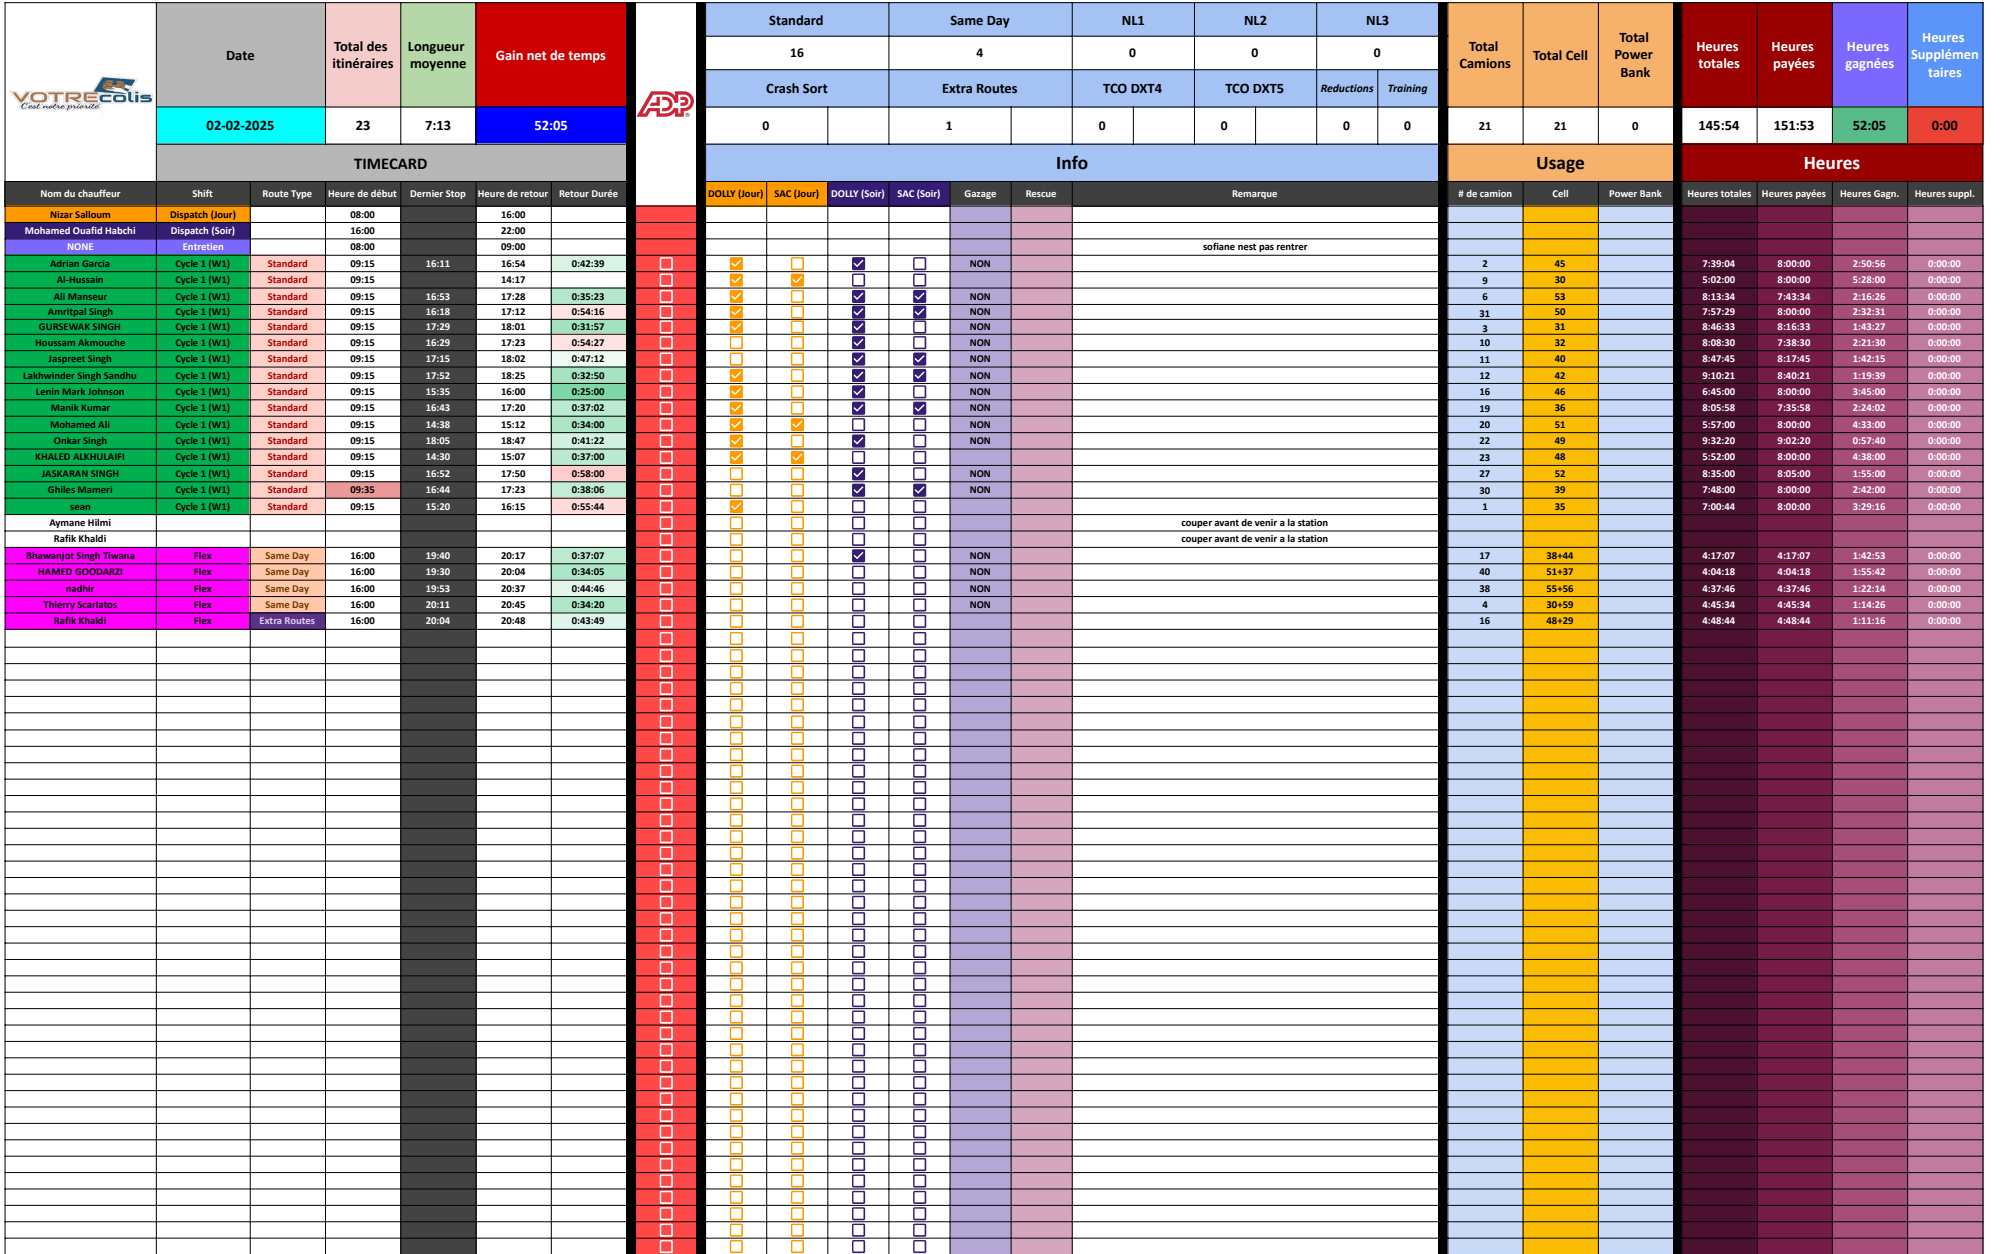 VOTRE colis
C'est notre priorité
Date
Total des itinéraires
Longueur moyenne
Gain net de temps
02-02-2025 23 7:13 52:05
TIMECARD
ADP
Standard Same Day NL1 NL2 NL3
16 4 0 0 0
Crash Sort Extra Routes TCO DXT4 TCO DXT5 Reductions Training
0 1 0 0 0 0
Info
Total Camions
Total Cell
Total Power Bank
21 21 0
Usage
Heures totales
Heures payées
Heures gagnées
Heures Supplémen taires
145:54 151:53 52:05 0:00
Heures
Nom du chauffeur Shift Route Type Heure de début Dernier Stop Heure de retour Retour Durée DOLLY (Jour) SAC (Jour) DOLLY (Soir) SAC (Soir) Gazage Rescue Remarque # de camion Cell Power Bank Heures totales Heures payées Heures Gagn. Heures suppl.
Nizar Salloum Dispatch (Jour) 08:00 16:00
Mohamed Ouafid Habchi Dispatch (Soir) 16:00 22:00
NONE Entretien 08:00 09:00 sofiane nest pas rentrer
Adrian Garcia Cycle 1 (W1) Standard 09:15 16:11 16:54 0:42:39 NON 2 45 7:39:04 8:00:00 2:50:56 0:00:00
Al-Hussain Cycle 1 (W1) Standard 09:15 14:17 9 30 5:02:00 8:00:00 5:28:00 0:00:00
Ali Manseur Cycle 1 (W1) Standard 09:15 16:53 17:28 0:35:23 NON 6 53 8:13:34 7:43:34 2:16:26 0:00:00
Amritpal Singh Cycle 1 (W1) Standard 09:15 16:18 17:12 0:54:16 NON 31 50 7:57:29 8:00:00 2:32:31 0:00:00
GURSEWAK SINGH Cycle 1 (W1) Standard 09:15 17:29 18:01 0:31:57 NON 3 31 8:46:33 8:16:33 1:43:27 0:00:00
Houssam Akmouche Cycle 1 (W1) Standard 09:15 16:29 17:23 0:54:27 NON 10 32 8:08:30 7:38:30 2:21:30 0:00:00
Jaspreet Singh Cycle 1 (W1) Standard 09:15 17:15 18:02 0:47:12 NON 11 40 8:47:45 8:17:45 1:42:15 0:00:00
Lakhwinder Singh Sandhu Cycle 1 (W1) Standard 09:15 17:52 18:25 0:32:50 NON 12 42 9:10:21 8:40:21 1:19:39 0:00:00
Lenin Mark Johnson Cycle 1 (W1) Standard 09:15 15:35 16:00 0:25:00 NON 16 46 6:45:00 8:00:00 3:45:00 0:00:00
Manik Kumar Cycle 1 (W1) Standard 09:15 16:43 17:20 0:37:02 NON 19 36 8:05:58 7:35:58 2:24:02 0:00:00
Mohamed Ali Cycle 1 (W1) Standard 09:15 14:38 15:12 0:34:00 NON 20 51 5:57:00 8:00:00 4:33:00 0:00:00
Onkar Singh Cycle 1 (W1) Standard 09:15 18:05 18:47 0:41:22 NON 22 49 9:32:20 9:02:20 0:57:40 0:00:00
KHALED ALKHULAIFI Cycle 1 (W1) Standard 09:15 14:30 15:07 0:37:00 23 48 5:52:00 8:00:00 4:38:00 0:00:00
JASKARAN SINGH Cycle 1 (W1) Standard 09:15 16:52 17:50 0:58:00 NON 27 52 8:35:00 8:05:00 1:55:00 0:00:00
Ghiles Mameri Cycle 1 (W1) Standard 09:35 16:44 17:23 0:38:06 NON 30 39 7:48:00 8:00:00 2:42:00 0:00:00
sean Cycle 1 (W1) Standard 09:15 15:20 16:15 0:55:44 1 35 7:00:44 8:00:00 3:29:16 0:00:00
Aymane Hilmi couper avant de venir a la station
Rafik Khaldi couper avant de venir a la station
Bhawanjot Singh Tiwana Flex Same Day 16:00 19:40 20:17 0:37:07 NON 17 38+44 4:17:07 4:17:07 1:42:53 0:00:00
HAMED GOODARZI Flex Same Day 16:00 19:30 20:04 0:34:05 NON 40 51+37 4:04:18 4:04:18 1:55:42 0:00:00
nadhir Flex Same Day 16:00 19:53 20:37 0:44:46 NON 38 55+56 4:37:46 4:37:46 1:22:14 0:00:00
Thierry Scarlatos Flex Same Day 16:00 20:11 20:45 0:34:20 NON 4 30+59 4:45:34 4:45:34 1:14:26 0:00:00
Rafik Khaldi Flex Extra Routes 16:00 20:04 20:48 0:43:49 16 48+29 4:48:44 4:48:44 1:11:16 0:00:00